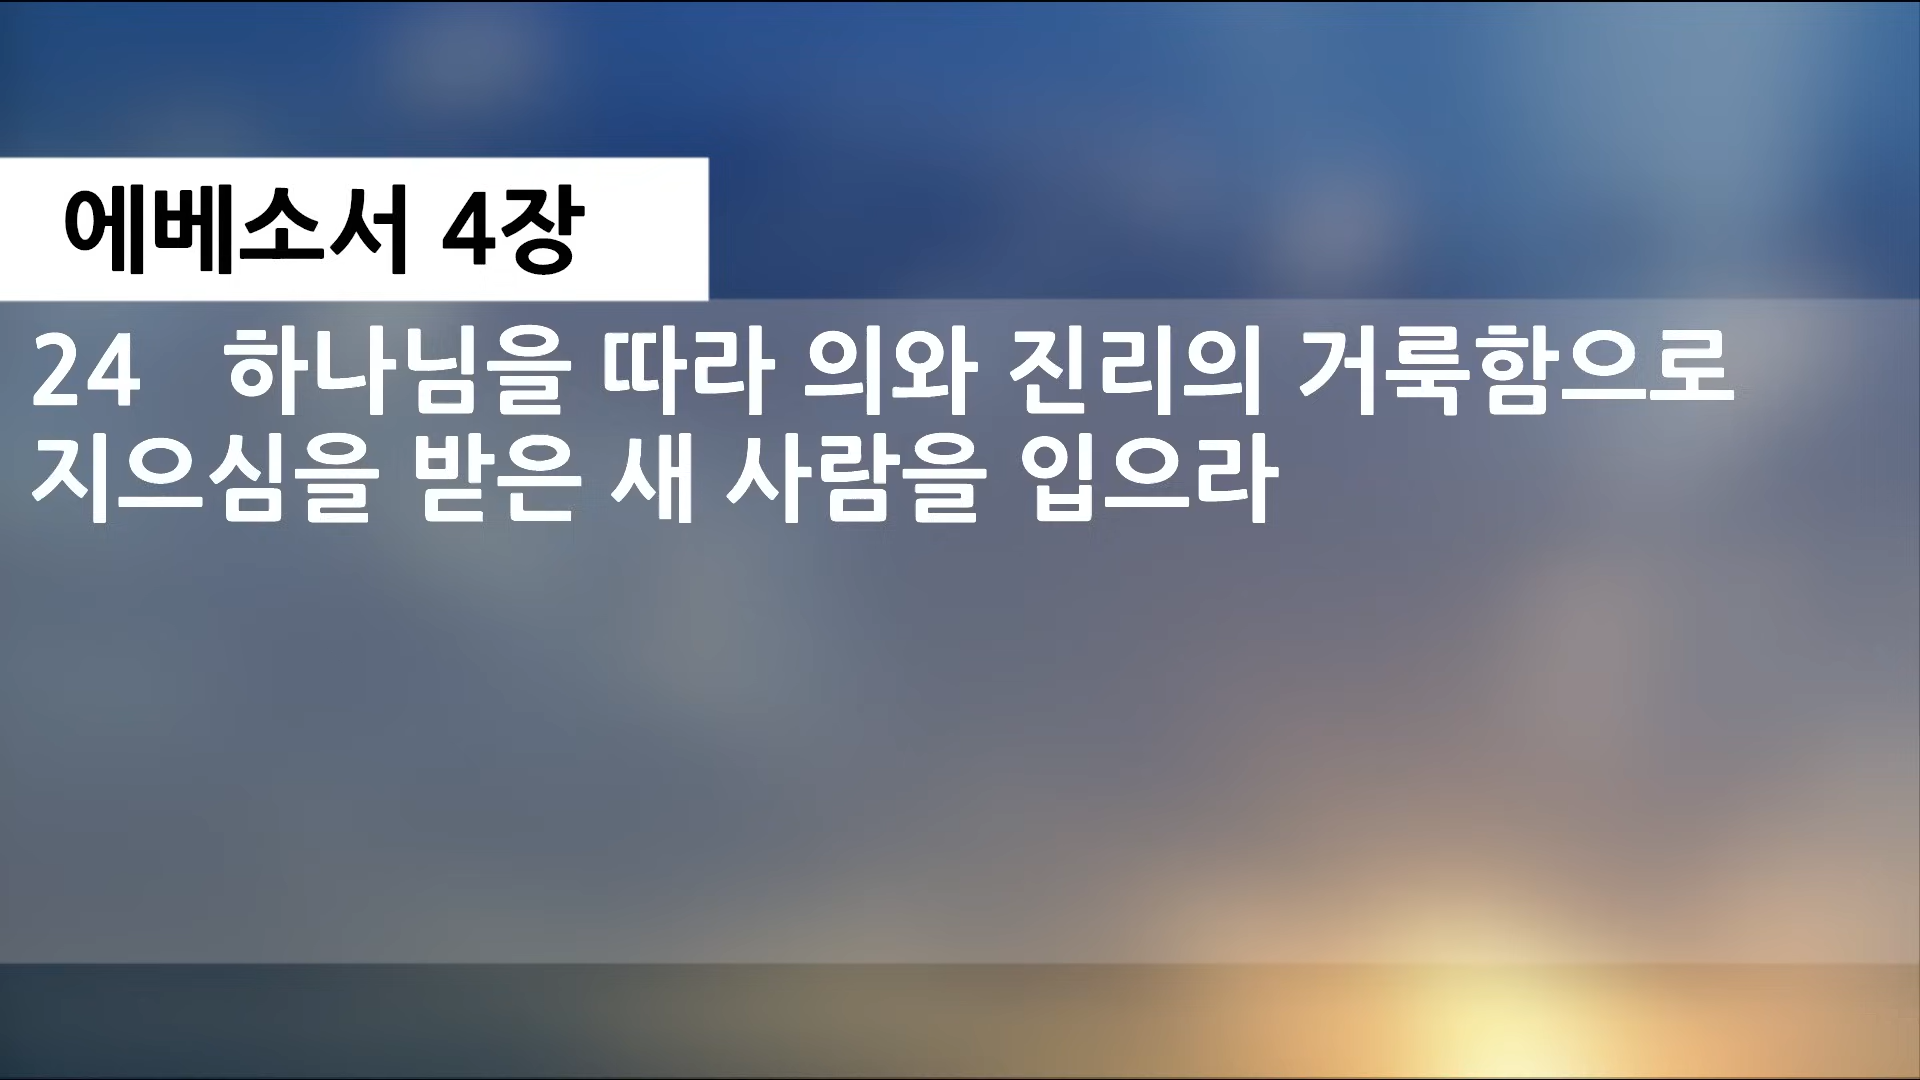 에베소서 4장
24 하나님을 따라 의와 진리의 거룩함으로
지으심을 받은 새 사람을 입으라